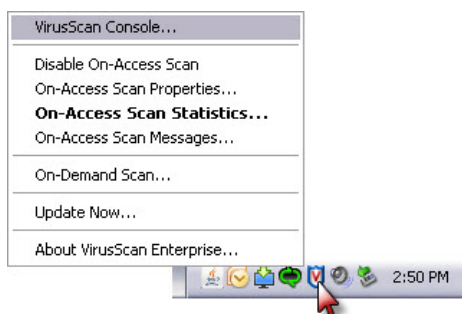 VirusScan Console...
Disable On-Access Scan
On-Access Scan Properties...
On-Access Scan Statistics...
On-Access Scan Messages...
On-Demand Scan...
Update Now...
About VirusScan Enterprise...
V 2:50 PM